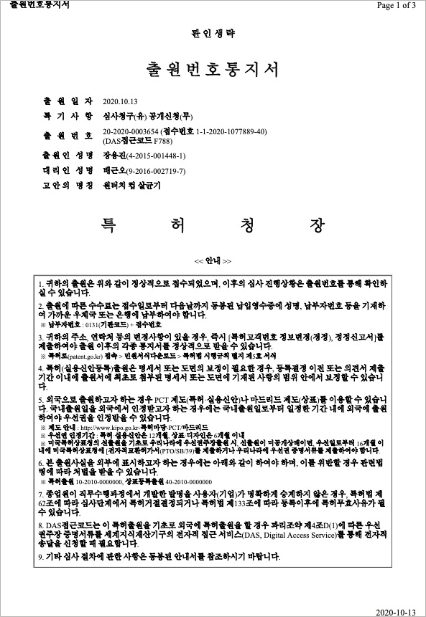 출원번호통지서
Page 1 of 3
관인생략
출원번호통지서
출원일자 2020.10.13
특기사항 심사청구(유) 공개신청(무)
출원번호 20-2020-0003654 (접수번호 1-1-2020-1077889-40)
(DAS접근코드 F788)
출원인성명 장용진(4-2015-001448-1)
대리인성명 배근오(9-2016-002719-7)
고안의명칭 원터치 컵 살균기
특허청장
<< 안내 >>
1. 귀하의 출원은 위와 같이 정상적으로 접수되었으며, 이후의 심사 진행상황은 출원번호를 통해 확인하
실 수 있습니다.
2. 출원에 따른 수수료는 접수일로부터 다음날까지 동봉된 납입영수증에 성명, 납부자번호 등을 기재하
여 가까운 우체국 또는 은행에 납부하여야 합니다.
※ 납부자번호 : 0131(기관코드) + 접수번호
3. 귀하의 주소, 연락처 등의 변경사항이 있을 경우, 즉시 [특허고객번호 정보변경(경정), 정정신고서]를
제출하여야 출원 이후의 각종 통지서를 정상적으로 받을 수 있습니다.
※ 특허로(patent.go.kr) 접속 > 민원서식다운로드 > 특허법 시행규칙 별지 제5호 서식
4. 특허(실용신안등록)출원은 명세서 또는 도면의 보정이 필요한 경우, 등록결정 이전 또는 의견서 제출
기간 이내에 출원서에 최초로 첨부된 명세서 또는 도면에 기재된 사항의 범위 안에서 보정할 수 있습니
다.
5. 외국으로 출원하고자 하는 경우 PCT 제도(특허·실용신안)나 마드리드 제도(상표)를 이용할 수 있습니
다. 국내출원일을 외국에서 인정받고자 하는 경우에는 국내출원일로부터 일정한 기간 내에 외국에 출원
하여야 우선권을 인정받을 수 있습니다.
※ 제도 안내 : http://www.kipo.go.kr-특허마당-PCT/마드리드
※ 우선권 인정기간 : 특허·실용신안은 12개월, 상표·디자인은 6개월 이내
※ 미국특허상표청의 선출원을 기초로 우리나라에 우선권주장출원 시, 선출원이 미공개상태이면, 우선일로부터 16개월 이
내에 미국특허상표청에 [전자적교환허가서(PTO/SB/39)를 제출하거나 우리나라에 우선권 증명서류를 제출하여야 합니다.
6. 본 출원사실을 외부에 표시하고자 하는 경우에는 아래와 같이 하여야 하며, 이를 위반할 경우 관련법
령에 따라 처벌을 받을 수 있습니다.
※ 특허출원 10-2010-0000000, 상표등록출원 40-2010-0000000
7. 종업원이 직무수행과정에서 개발한 발명을 사용자(기업)가 명확하게 승계하지 않은 경우, 특허법 제
62조에 따라 심사단계에서 특허거절결정되거나 특허법 제133조에 따라 등록이후에 특허무효사유가 될
수 있습니다.
8. DAS접근코드는 이 특허출원을 기초로 외국에 특허출원을 할 경우 파리조약 제4조D(1)에 따른 우선
권주장 증명서류를 세계지식재산기구의 전자적 접근 서비스(DAS, Digital Access Service)를 통해 전자적
송달을 신청할 때 필요합니다.
9. 기타 심사 절차에 관한 사항은 동봉된 안내서를 참조하시기 바랍니다.
2020-10-13